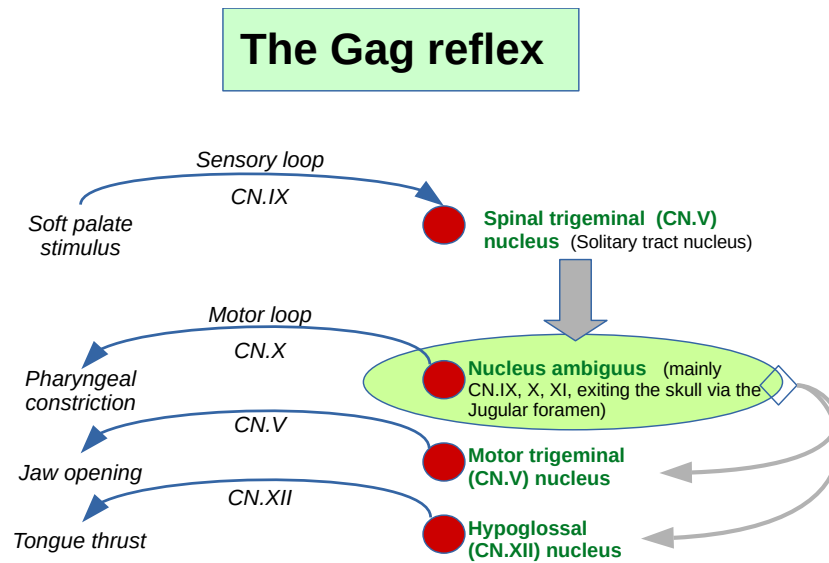 The Gag reflex
Sensory loop
CN.IX
Soft palate
stimulus
Spinal trigeminal (CN.V)
nucleus (Solitary tract nucleus)
Motor loop
CN.X
Pharyngeal
constriction
Nucleus ambiguus (mainly
CN.IX, X, XI, exiting the skull via the
Jugular foramen)
CN.V
Jaw opening
Motor trigeminal
(CN.V) nucleus
CN.XII
Tongue thrust
Hypoglossal
(CN.XII) nucleus